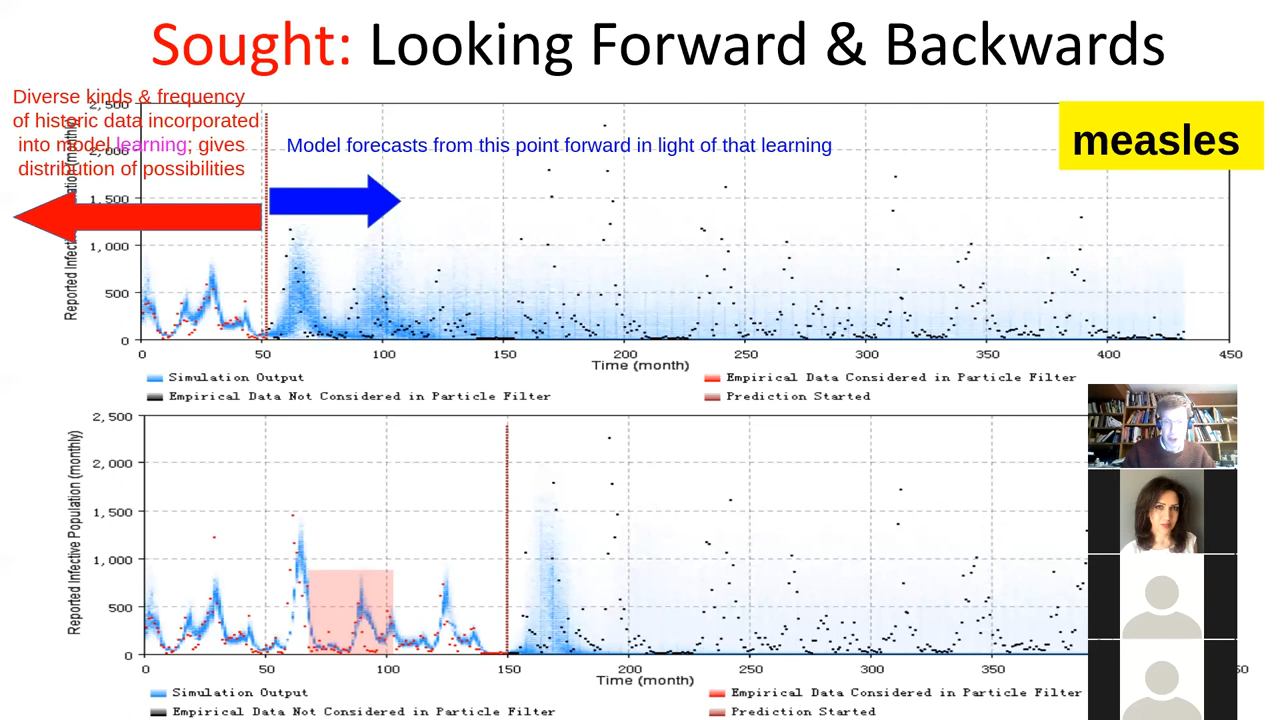 Sought: Looking Forward & Backwards
Diverse kinds & frequency
of historic data incorporated
into model learning; gives
distribution of possibilities
Model forecasts from this point forward in light of that learning
measles
2,500
2,000
1,500
1,000
500
0
0 50 100 150 200 250 300 350 400 450
Time (month)
Simulation Output
Empirical Data Considered in Particle Filter
Empirical Data Not Considered in Particle Filter
Prediction Started
Reported Infective Population (monthly)
2,500
2,000
1,500
1,000
500
0
0 50 100 150 200 250 300 350
Time (month)
Simulation Output
Empirical Data Considered in Particle Filter
Empirical Data Not Considered in Particle Filter
Prediction Started